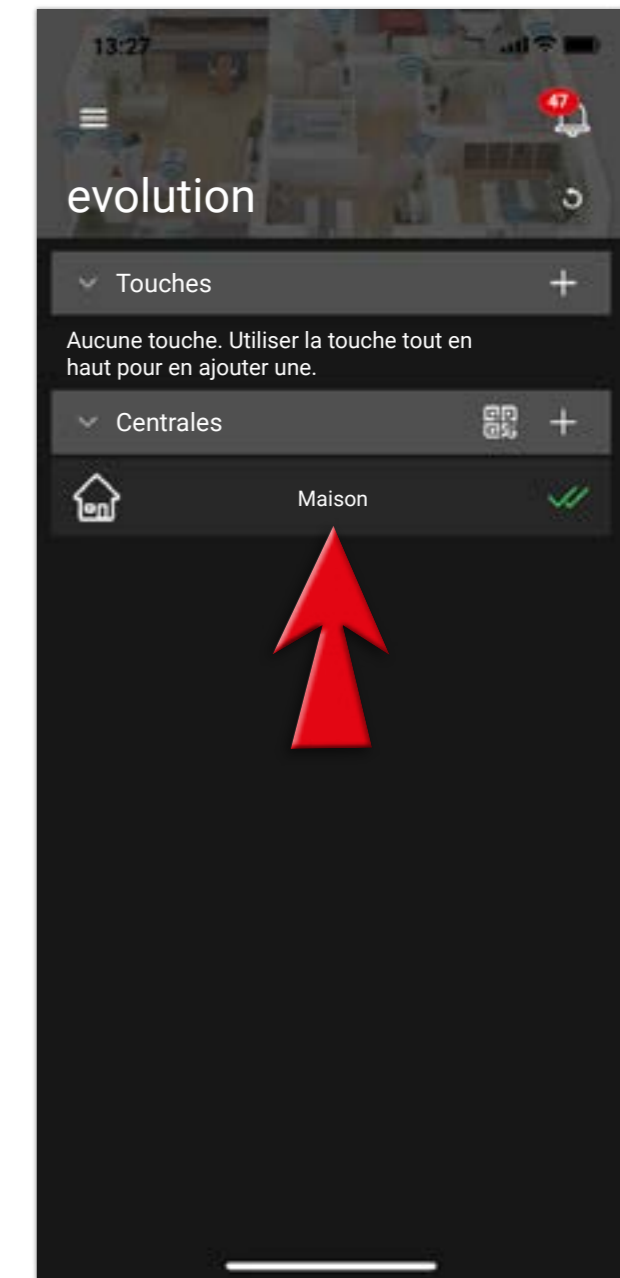 13:27
47
evolution
Touches
Aucune touche. Utiliser la touche tout en
haut pour en ajouter une.
Centrales
Maison